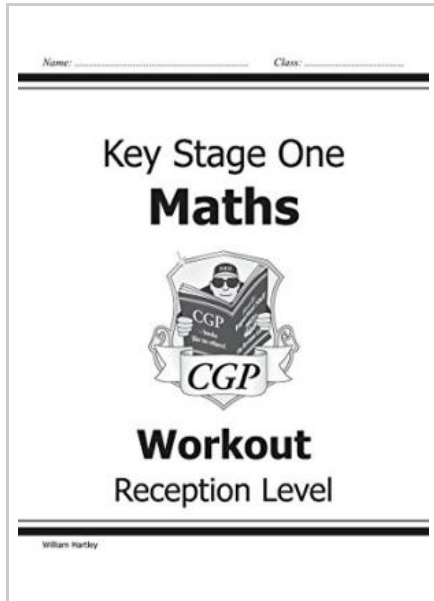 Name: ............................................................ Class: ..................................
Key Stage One
Maths
CGP
CGP
Workout
Reception Level
William Hartley